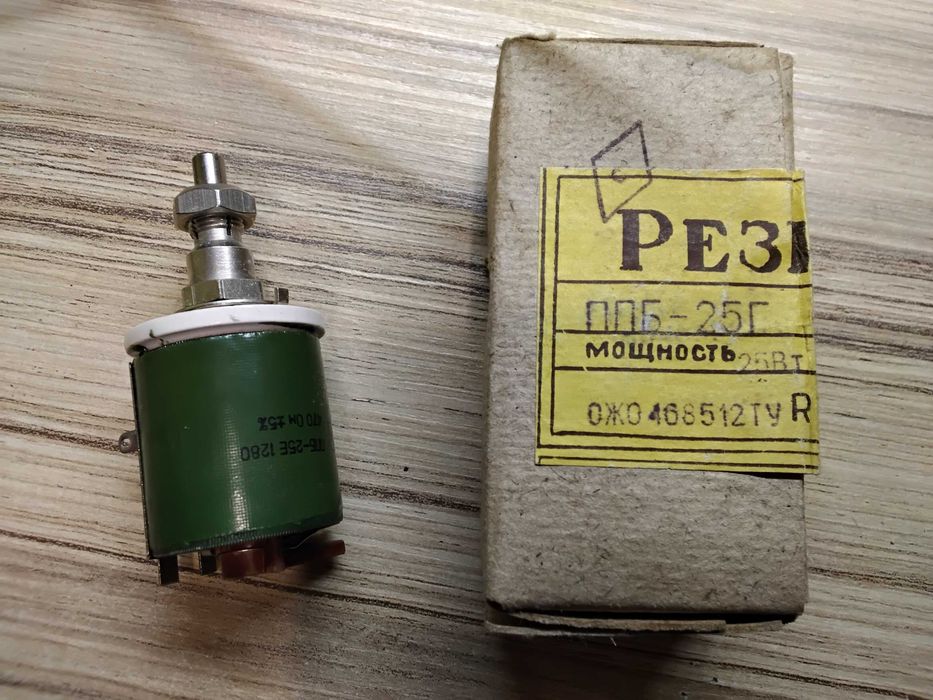 РЕЗ
ППБ-25Г
МОЩНОСТЬ 25Вт
ОЖО 468512ТУ R
ППБ-25Е 1280
470 Ом ±5%